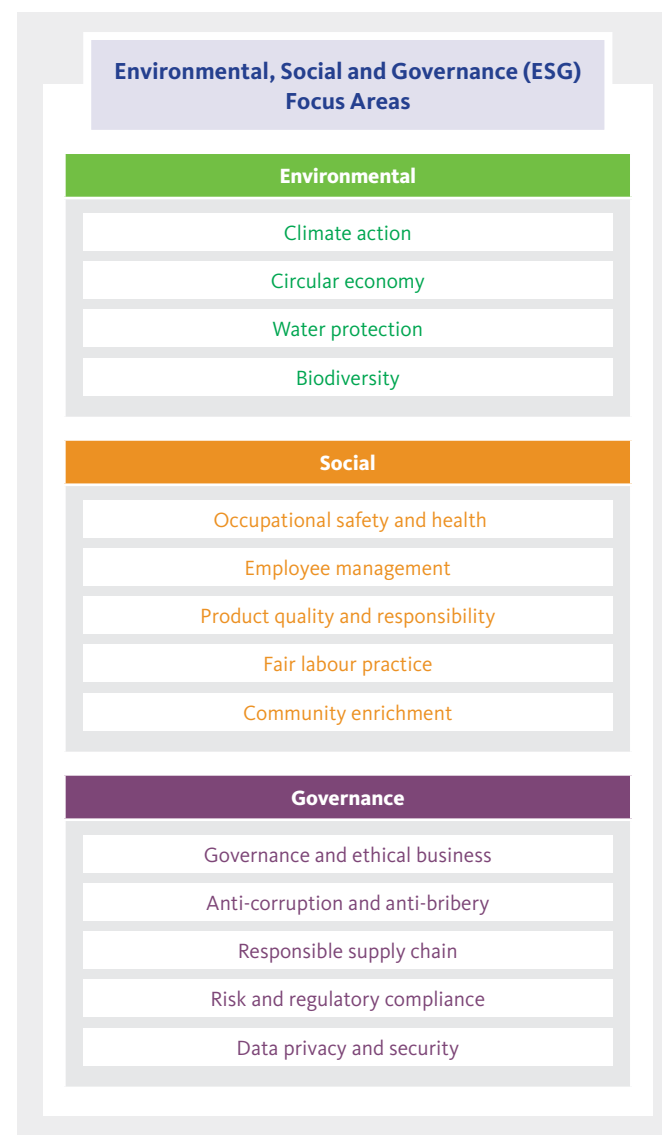 Environmental, Social and Governance (ESG)
Focus Areas
Environmental
Climate action
Circular economy
Water protection
Biodiversity
Social
Occupational safety and health
Employee management
Product quality and responsibility
Fair labour practice
Community enrichment
Governance
Governance and ethical business
Anti-corruption and anti-bribery
Responsible supply chain
Risk and regulatory compliance
Data privacy and security